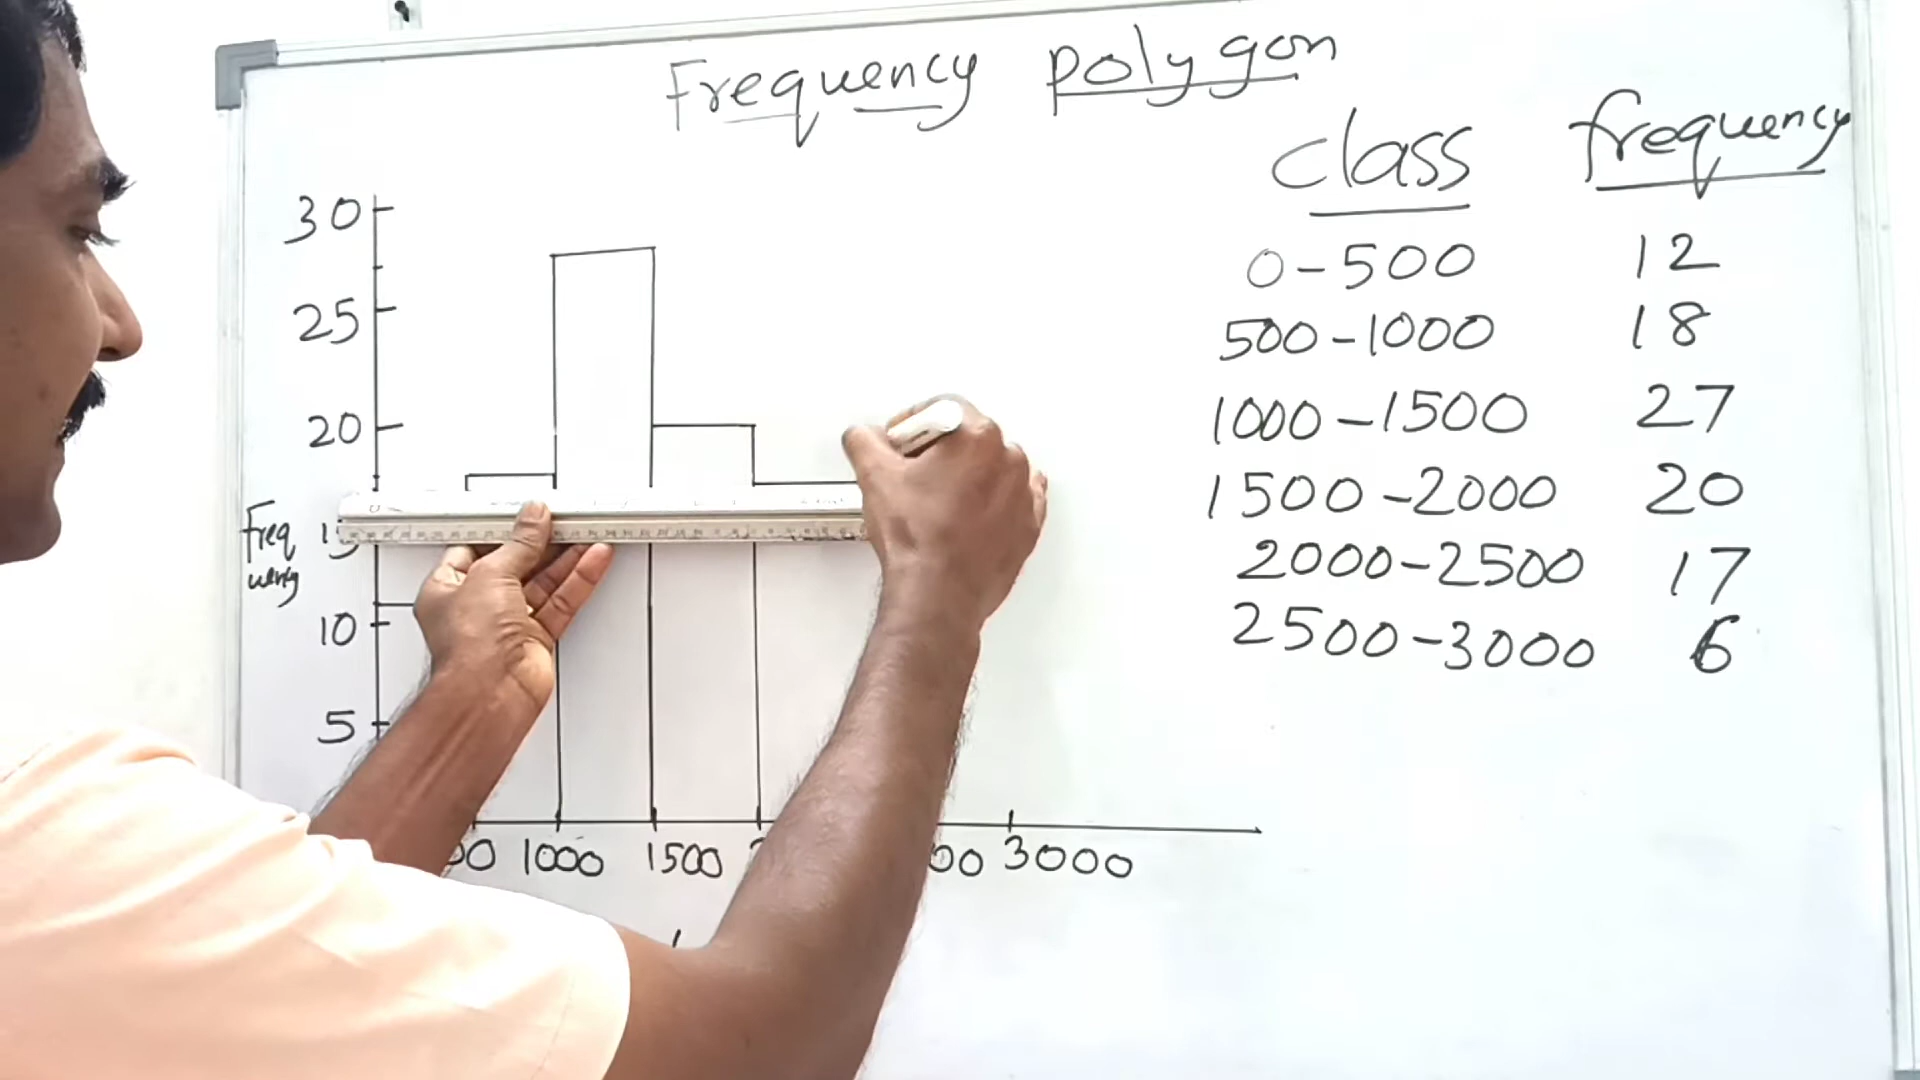 Frequency polygon
class frequency
0-500 12
500-1000 18
1000-1500 27
1500-2000 20
2000-2500 17
2500-3000 6
30
25
20
Freq
uency
10
5
1000 1500 3000